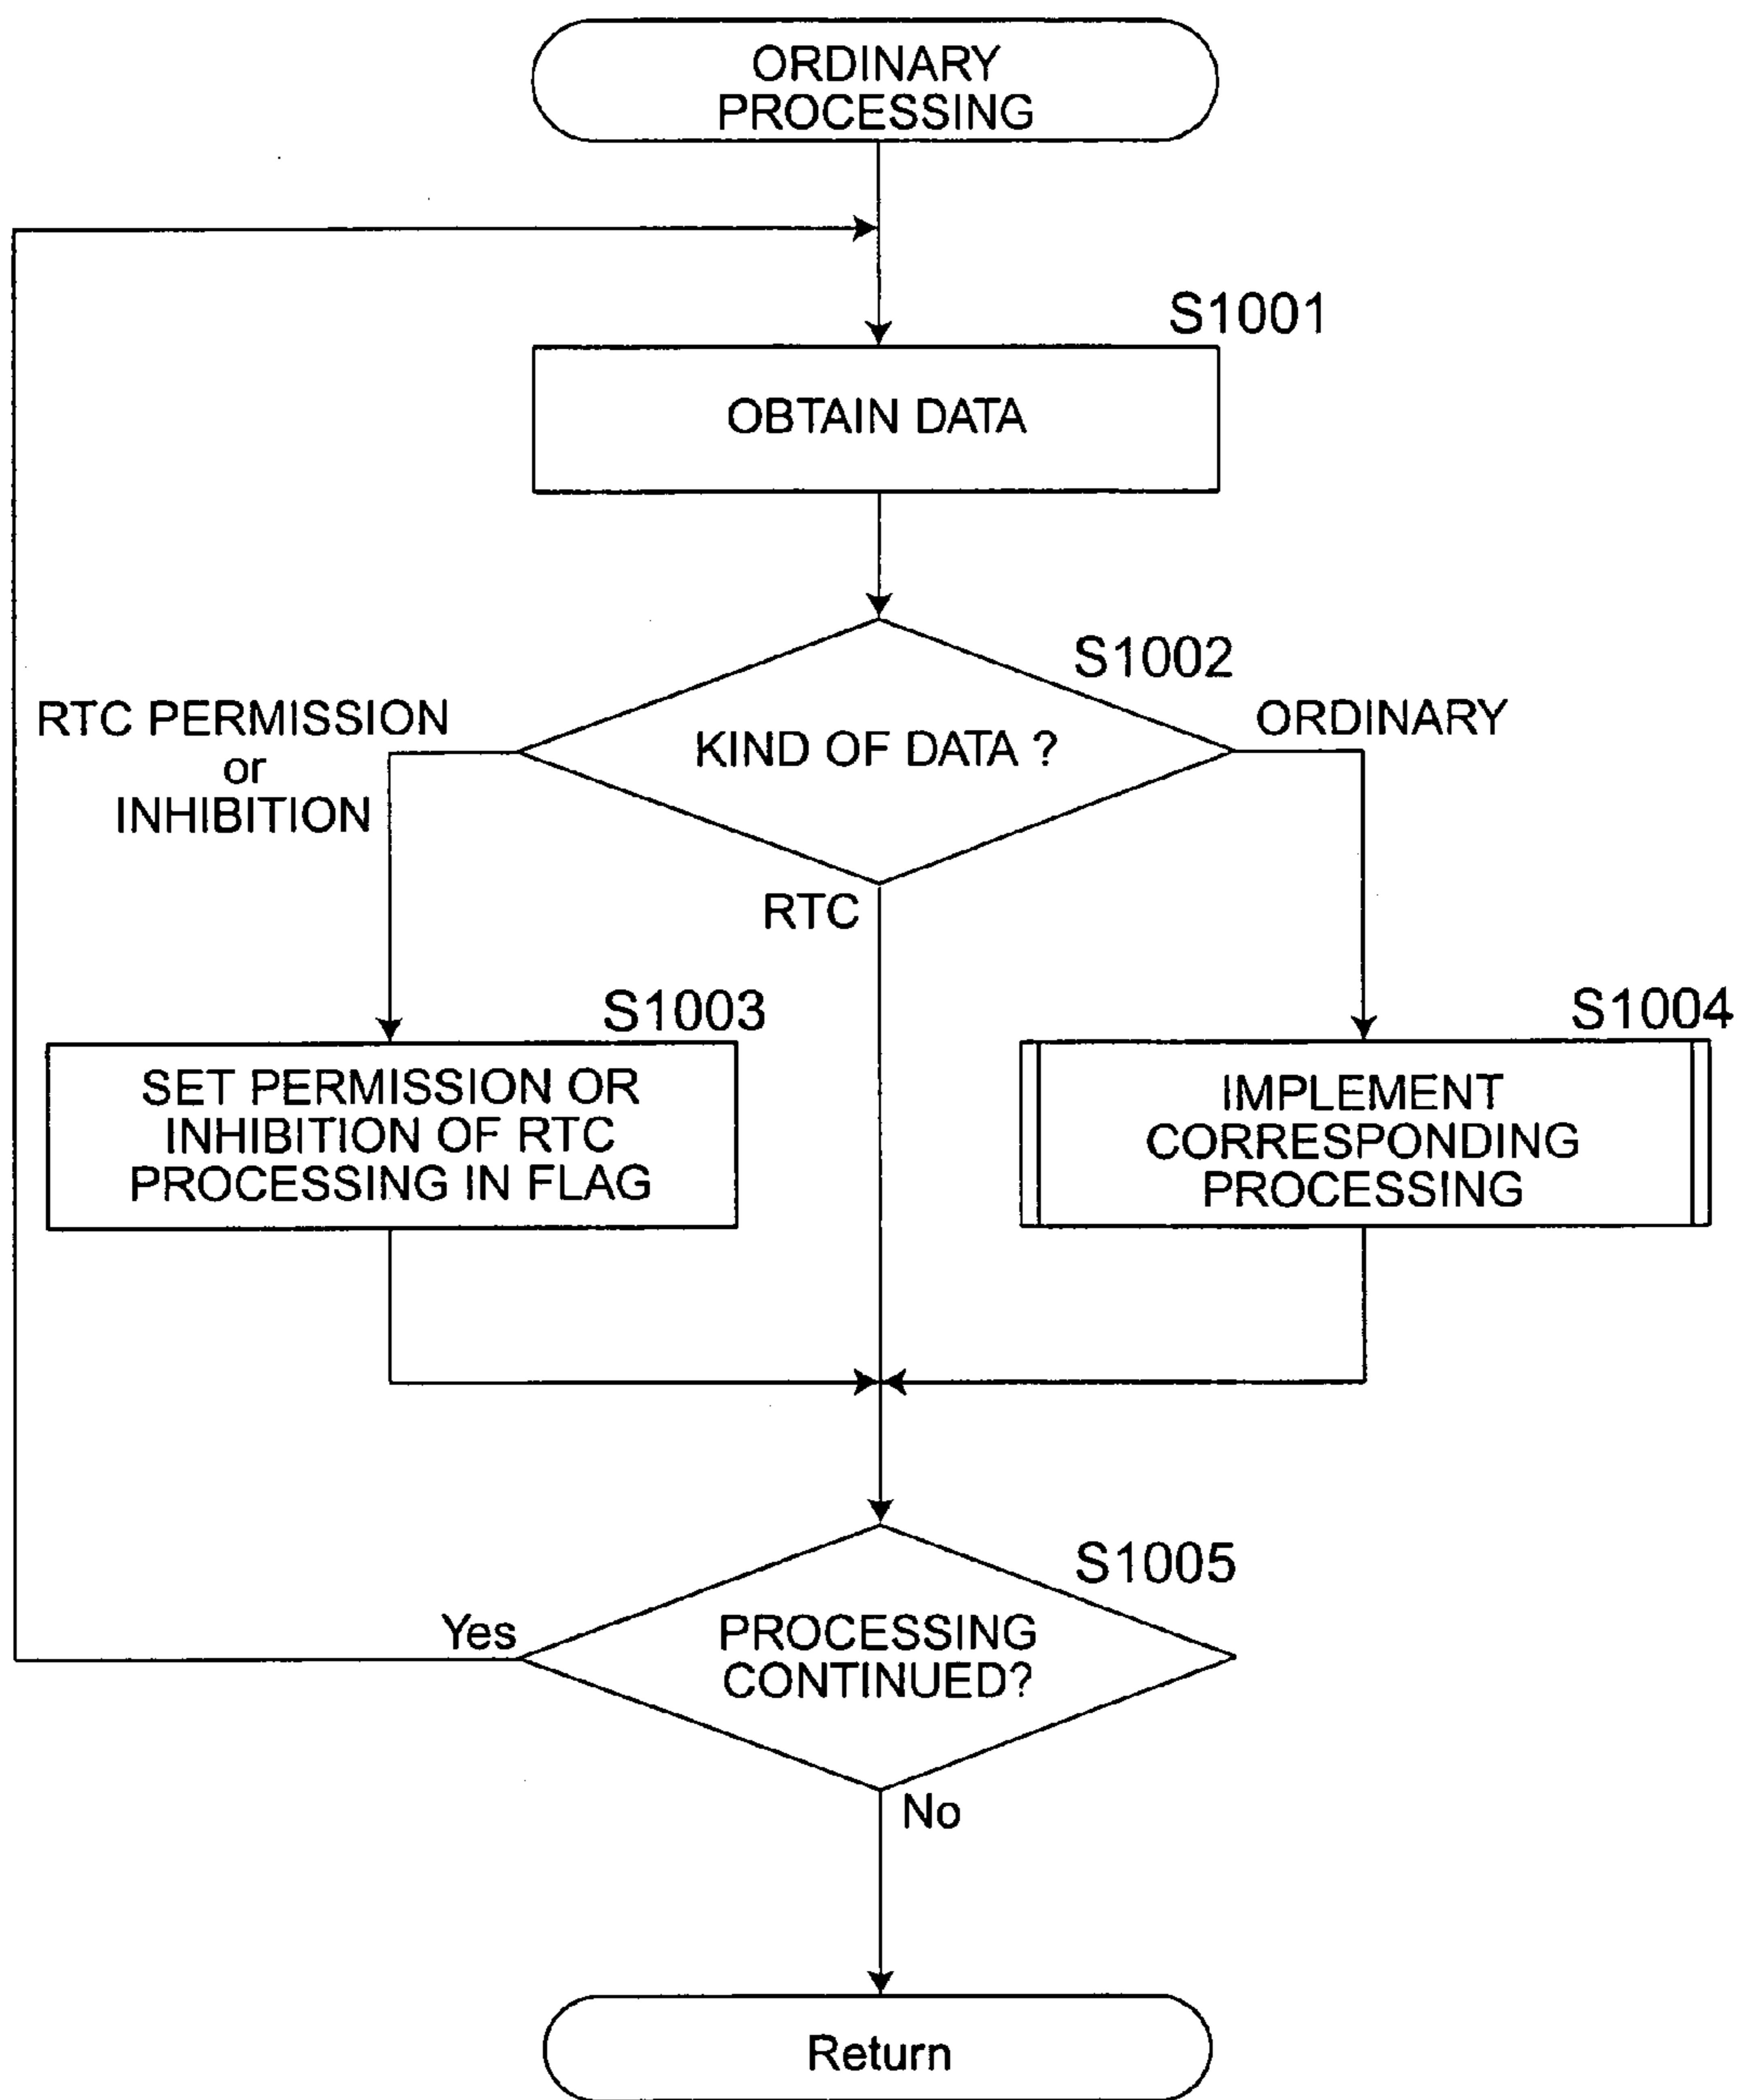 ORDINARY
PROCESSING
S1001
OBTAIN DATA
S1002
RTC PERMISSION
or
INHIBITION
KIND OF DATA ?
ORDINARY
RTC
S1003
SET PERMISSION OR
INHIBITION OF RTC
PROCESSING IN FLAG
S1004
IMPLEMENT
CORRESPONDING
PROCESSING
S1005
Yes
PROCESSING
CONTINUED?
No
Return